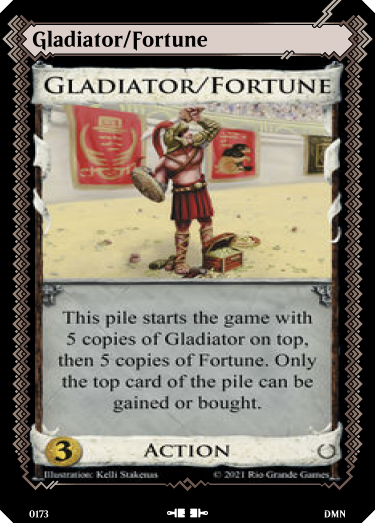 Gladiator/Fortune
GLADIATOR/FORTUNE
This pile starts the game with
5 copies of Gladiator on top,
then 5 copies of Fortune. Only
the top card of the pile can be
gained or bought.
3
ACTION
Illustration: Kelli Stakenas
© 2021 Rio Grande Games
0173
DMN